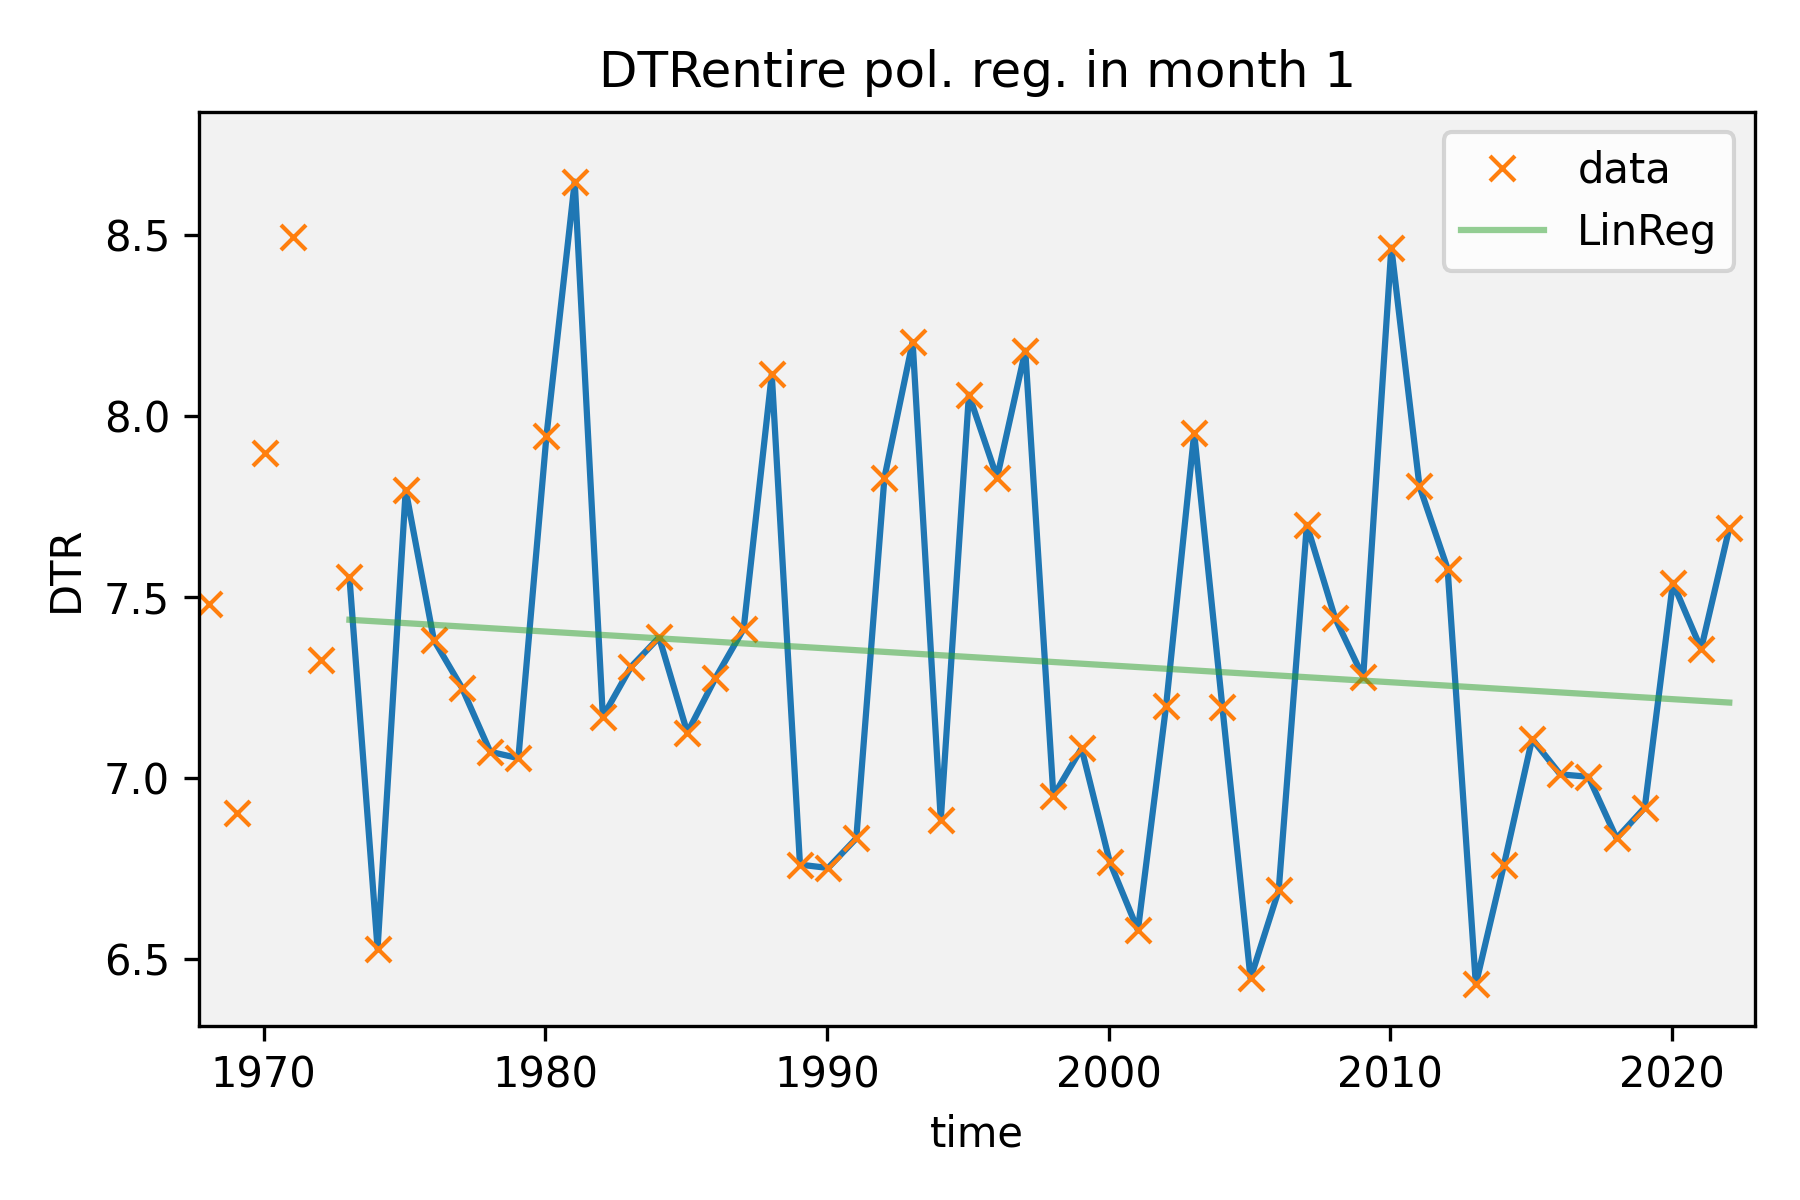 DTRentire pol. reg. in month 1
data
LinReg
8.5
8.0
7.5
7.0
6.5
DTR
1970 1980 1990 2000 2010 2020
time